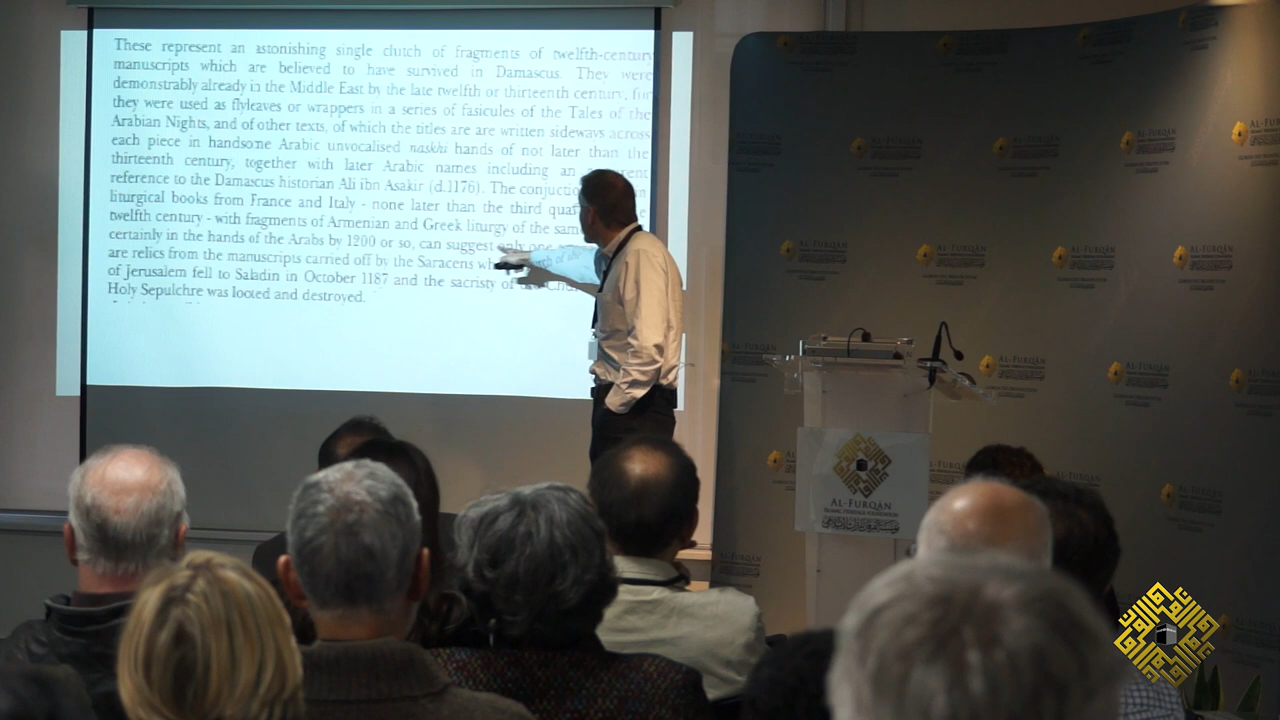 These represent an astonishing single clutch of fragments of twelfth-century
manuscripts which are believed to have survived in Damascus. They were
demonstrably already in the Middle East by the late twelfth or thirteenth century, for
they were used as flyleaves or wrappers in a series of fasicules of the Tales of the
Arabian Nights, and of other texts, of which the titles are are written sideways across
each piece in handsome Arabic unvocalised naskhi hands of not later than the
thirteenth century, together with later Arabic names including an
reference to the Damascus historian Ali ibn Asakir (d.1176). The
liturgical books from France and Italy - none later than the third
twelfth century - with fragments of Armenian and Greek liturgy of the
certainly in the hands of the Arabs by 1200 or so, can suggest only one
are relics from the manuscripts carried off by the Saracens
of Jerusalem fell to Saladin in October 1187 and the sacristy of
Holy Sepulchre was looted and destroyed.
AL-FURQĀN
ISLAMIC HERITAGE FOUNDATION